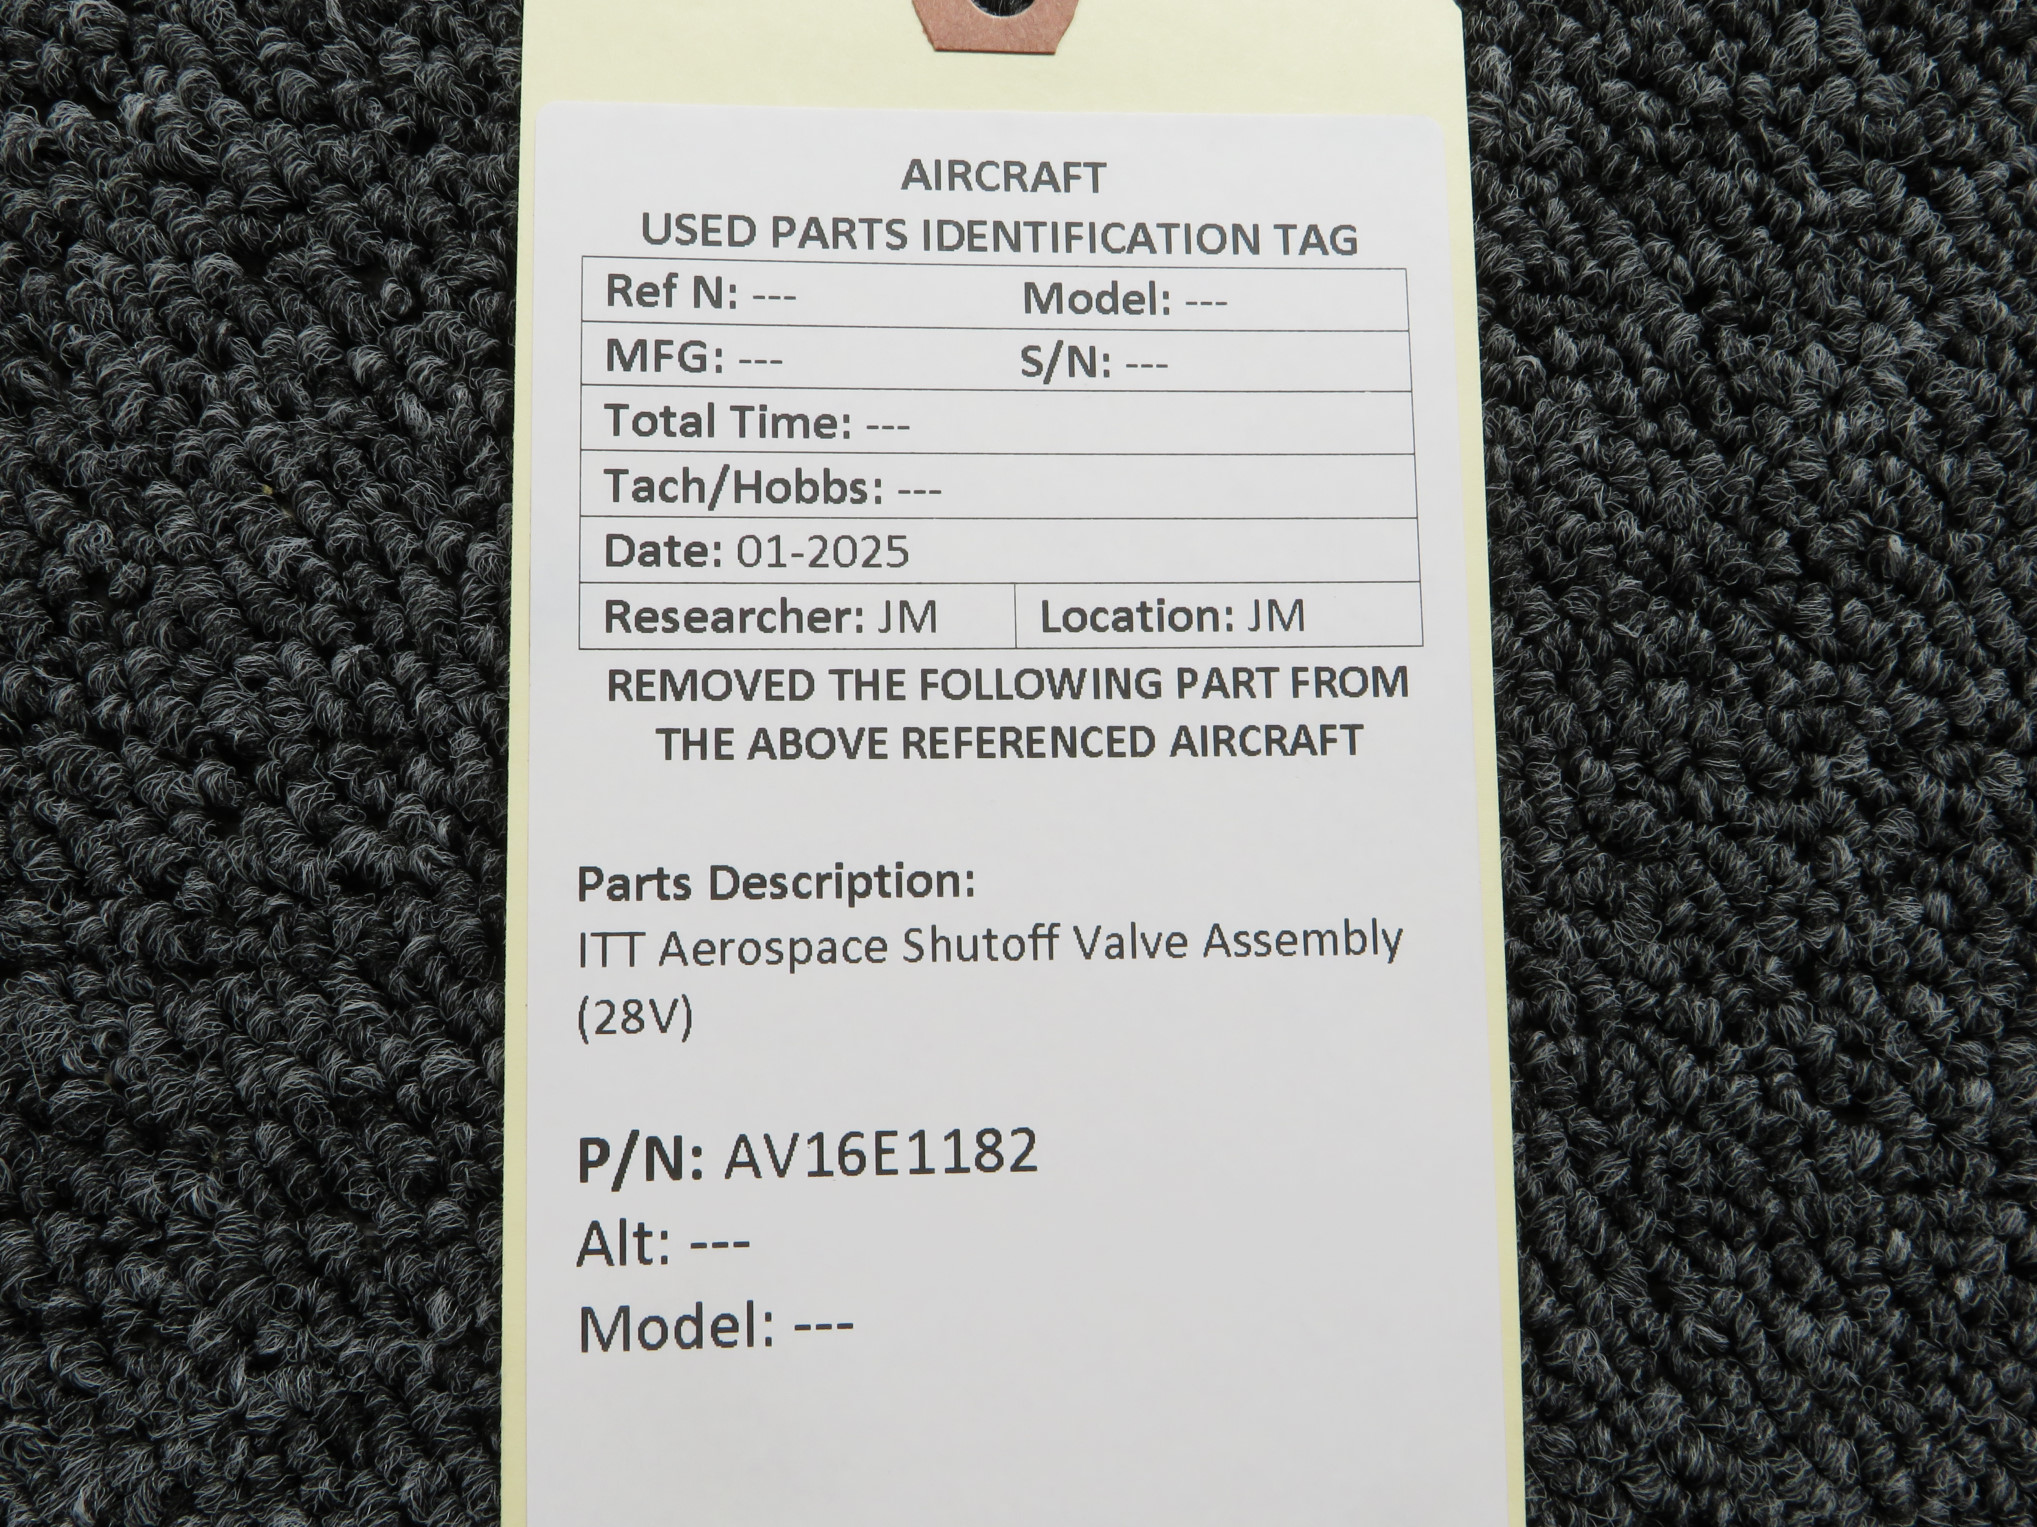 AIRCRAFT
USED PARTS IDENTIFICATION TAG
Ref N: --- Model: ---
MFG: --- S/N: ---
Total Time: ---
Tach/Hobbs: ---
Date: 01-2025
Researcher: JM Location: JM
REMOVED THE FOLLOWING PART FROM
THE ABOVE REFERENCED AIRCRAFT
Parts Description:
ITT Aerospace Shutoff Valve Assembly
(28V)
P/N: AV16E1182
Alt: ---
Model: ---